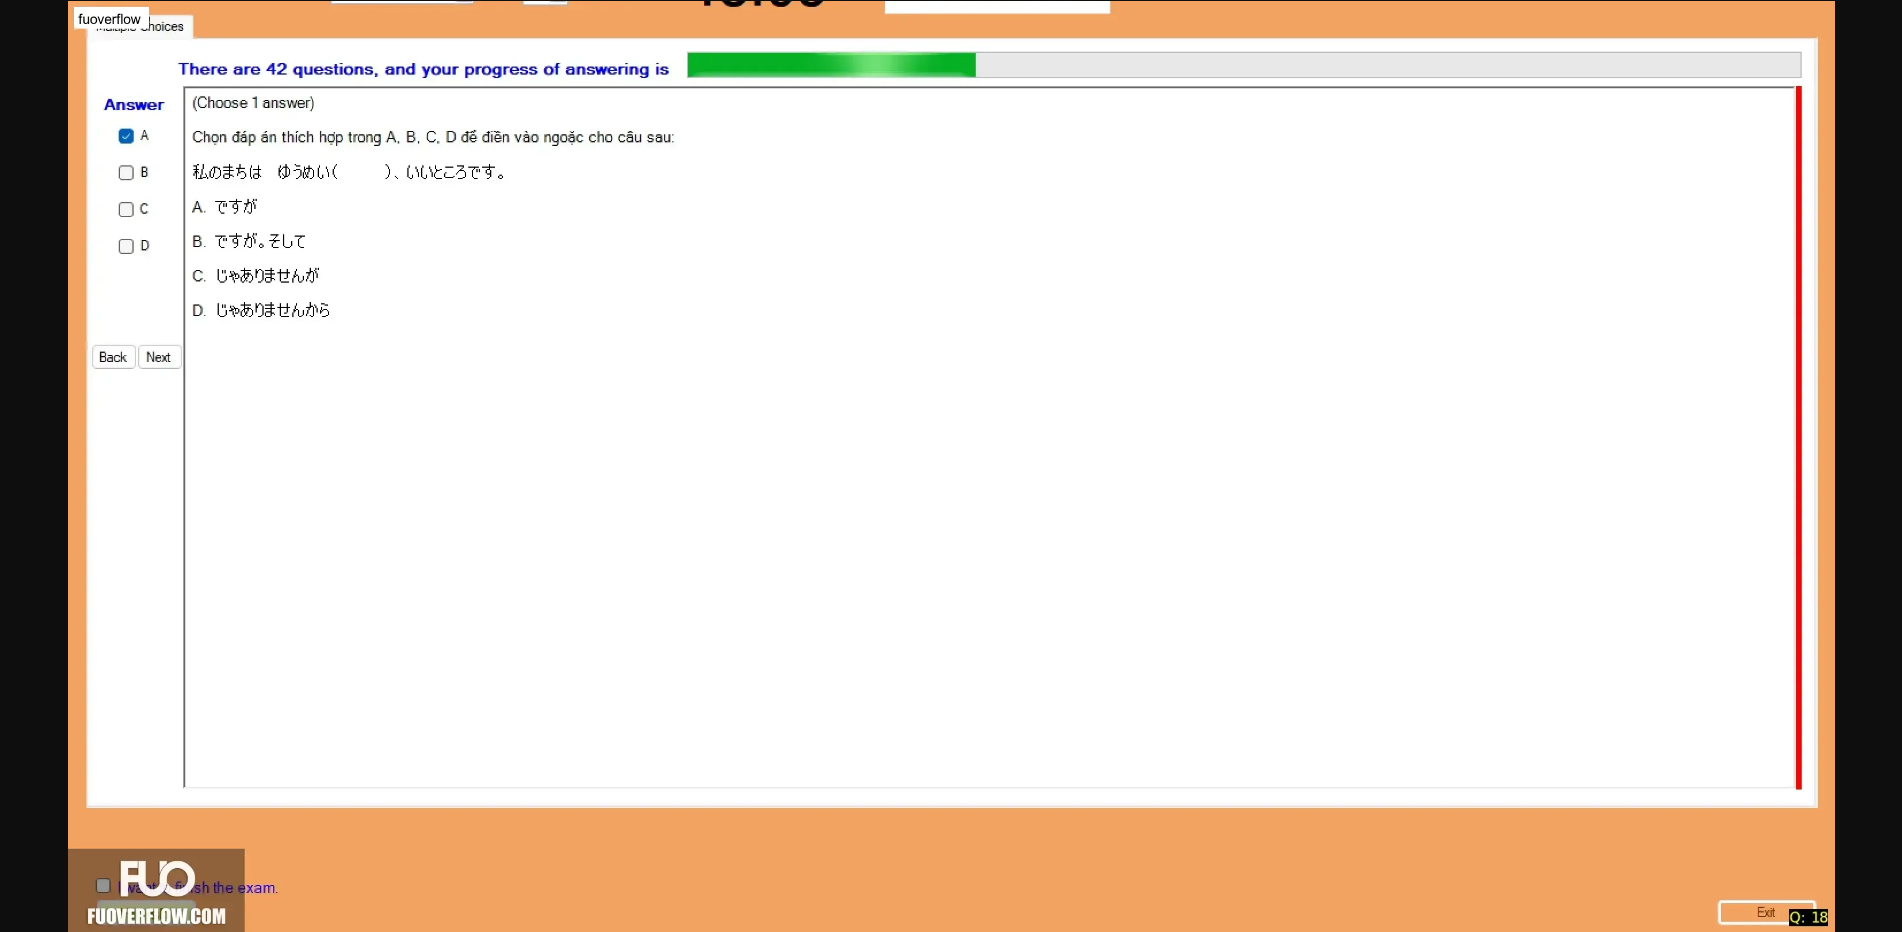 fuoverflow
Multiple Choices
There are 42 questions, and your progress of answering is
Answer
(Choose 1 answer)
A
Chọn đáp án thích hợp trong A, B, C, D để điền vào ngoặc cho câu sau:
B
私のまちは ゆうめい( )、いいところです。
C
A. ですが
D
B. ですが。そして
C. じゃありませんが
D. じゃありませんから
Back Next
I want finish the exam.
FUO
FUOVERFLOW.COM
Exit
Q: 18